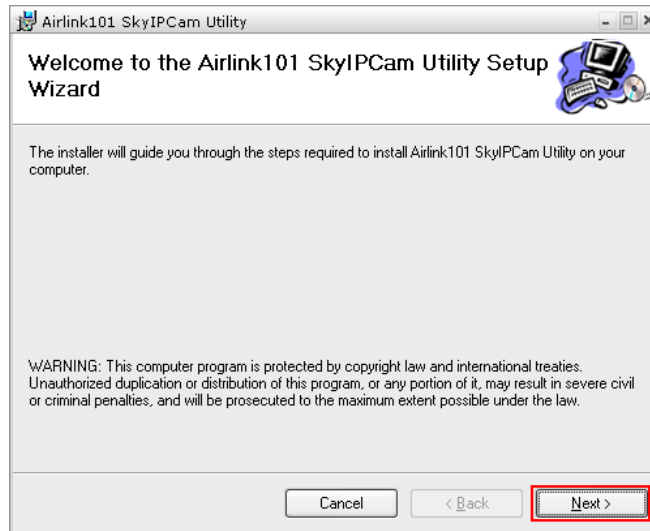 Airlink101 SkyIPCam Utility
Welcome to the Airlink101 SkyIPCam Utility Setup
Wizard
The installer will guide you through the steps required to install Airlink101 SkyIPCam Utility on your
computer.
WARNING: This computer program is protected by copyright law and international treaties.
Unauthorized duplication or distribution of this program, or any portion of it, may result in severe civil
or criminal penalties, and will be prosecuted to the maximum extent possible under the law.
Cancel
< Back
Next >